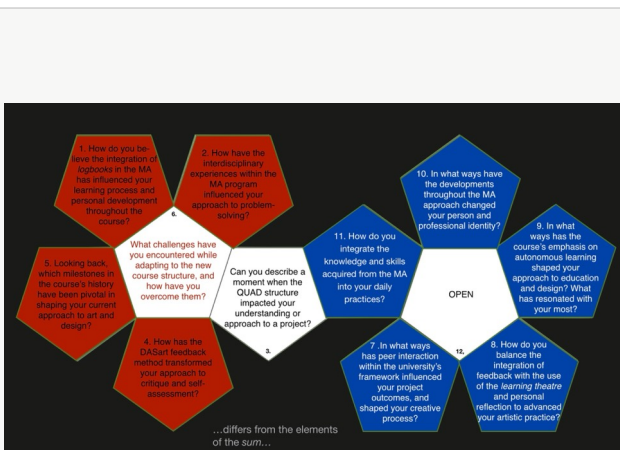 1. How do you be-
lieve the integration of
logbooks in the MA
has influenced your
learning process and
personal development
throughout the
course?
2. How have the
interdisciplinary
experiences within the
MA program
influenced your
approach to problem-
solving?
6.
What challenges have
you encountered while
adapting to the new
course structure, and
how have you
overcome them?
5. Looking back,
which milestones in
the course's history
have been pivotal in
shaping your current
approach to art and
design?
4. How has the
DASart feedback
method transformed
your approach to
critique and self-
assessment?
Can you describe a
moment when the
QUAD structure
impacted your
understanding or
approach to a project?
3.
11. How do you
integrate the
knowledge and skills
acquired from the MA
into your daily
practices?
10. In what ways have
the developments
throughout the MA
approach changed
your person and
professional identity?
9. In what
ways has the
course's emphasis on
autonomous learning
shaped your
approach to education
and design? What
has resonated with
your most?
OPEN
12,
7 .In what ways
has peer interaction
within the university's
framework influenced
your project
outcomes, and
shaped your creative
process?
8. How do you
balance the
integration of
feedback with the use
of the learning theatre
and personal
reflection to advanced
your artistic practice?
...differs from the elements
of the sum...